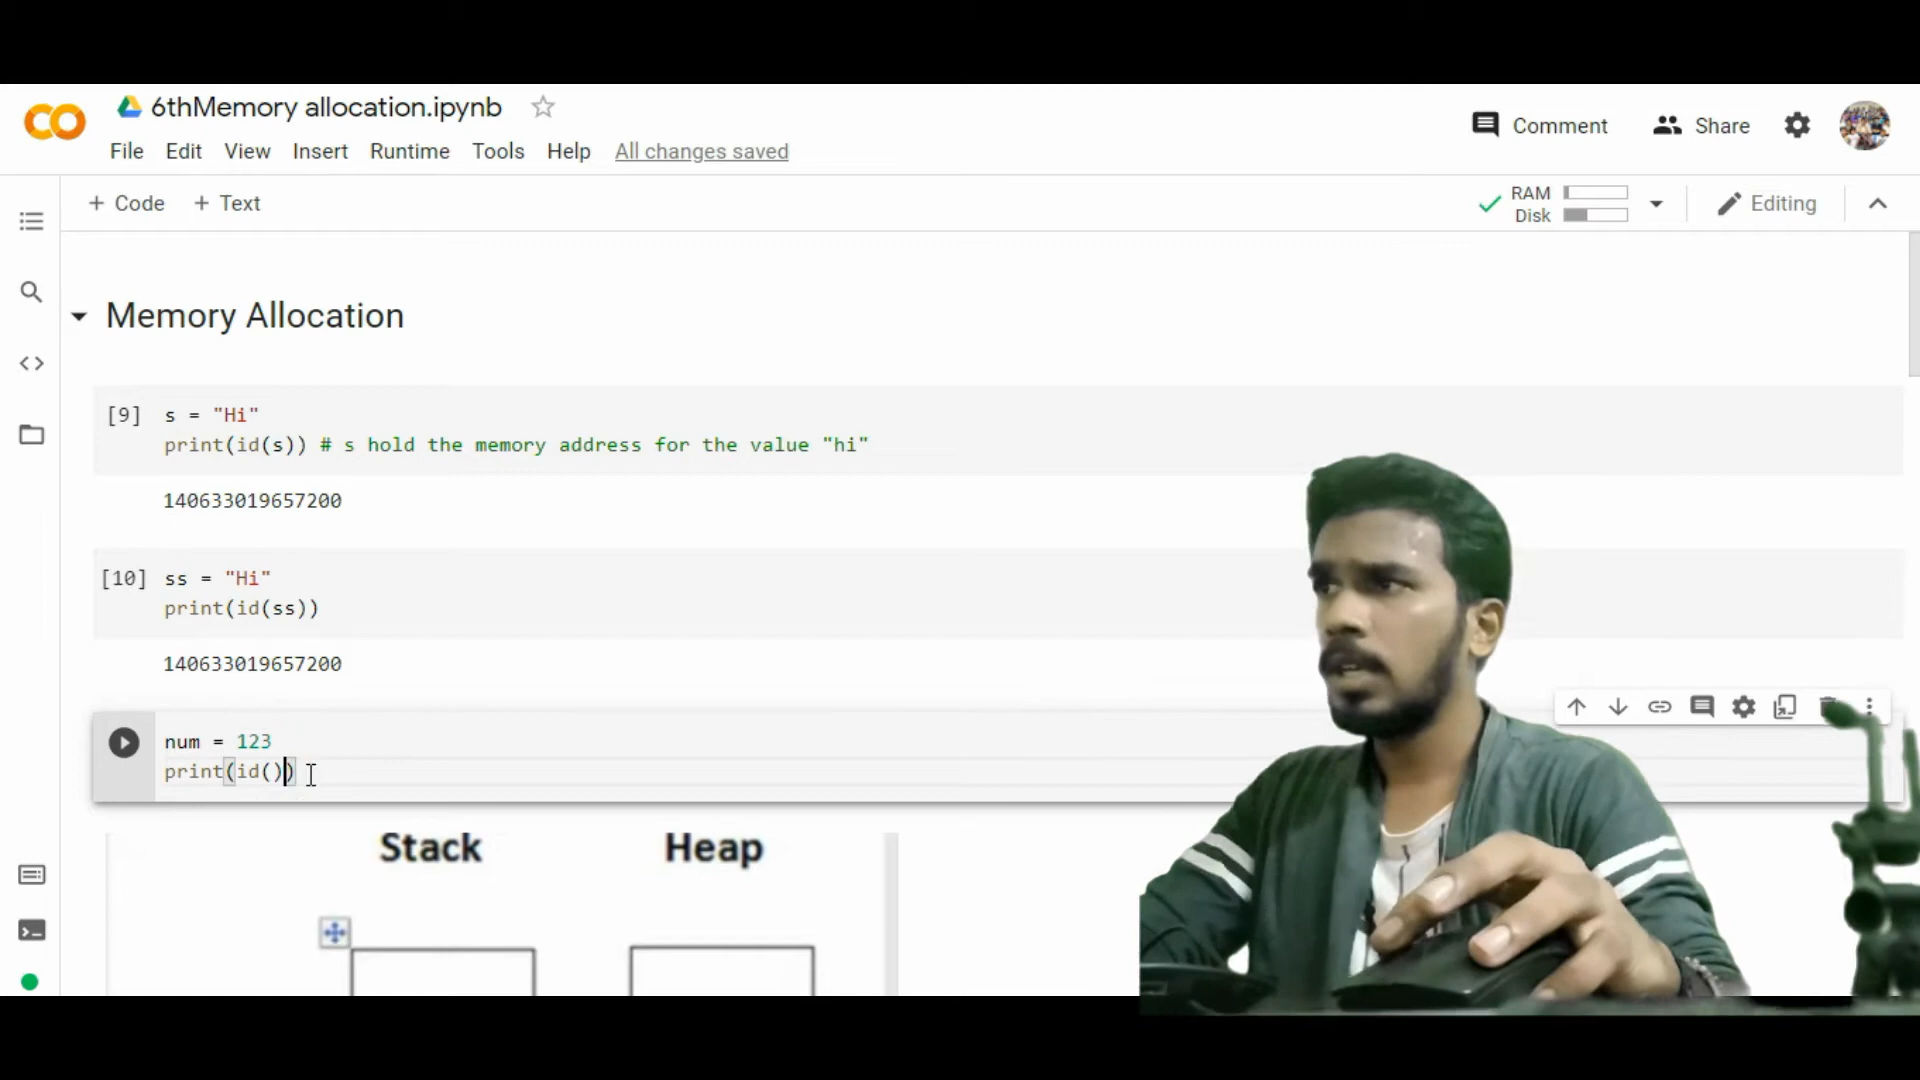 6thMemory allocation.ipynb
File Edit View Insert Runtime Tools Help All changes saved
Comment Share
+ Code + Text
RAM
Disk
Editing
Memory Allocation
[9] s = "Hi"
print(id(s)) # s hold the memory address for the value "hi"
140633019657200
[10] ss = "Hi"
print(id(ss))
140633019657200
num = 123
print(id())
Stack Heap